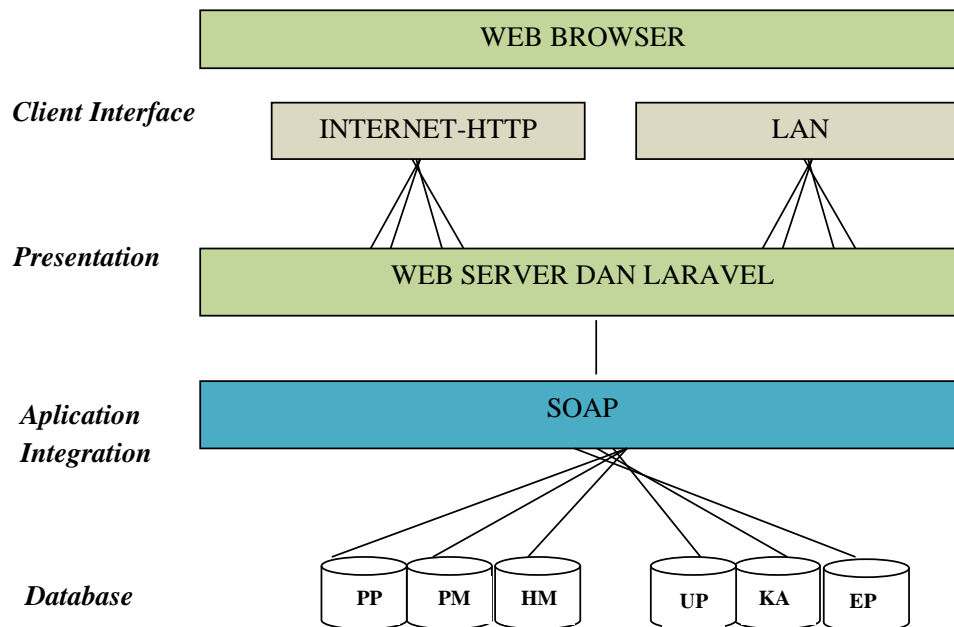 WEB BROWSER
Client Interface
INTERNET-HTTP
LAN
Presentation
WEB SERVER DAN LARAVEL
Aplication
Integration
SOAP
Database
PP
PM
HM
UP
KA
EP